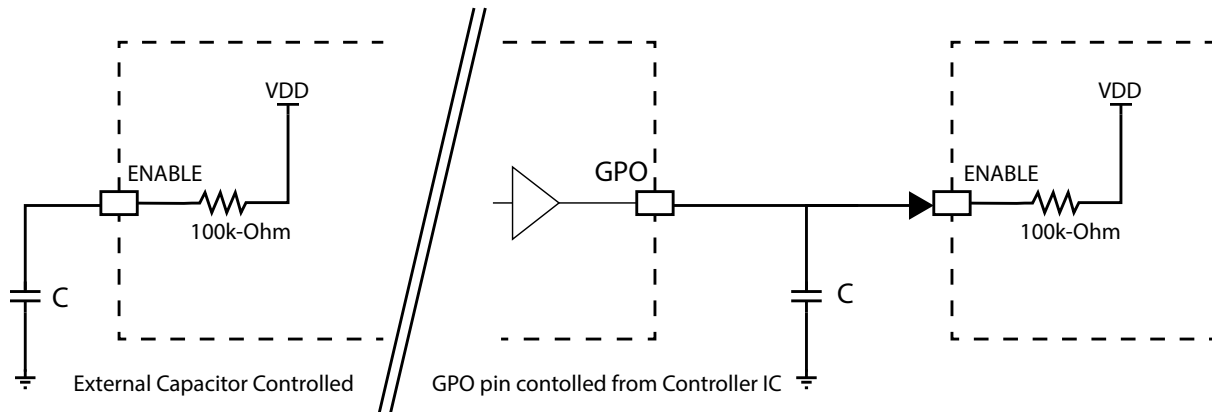 VDD
ENABLE
100k-Ohm
C
External Capacitor Controlled
GPO
VDD
ENABLE
100k-Ohm
C
GPO pin contolled from Controller IC